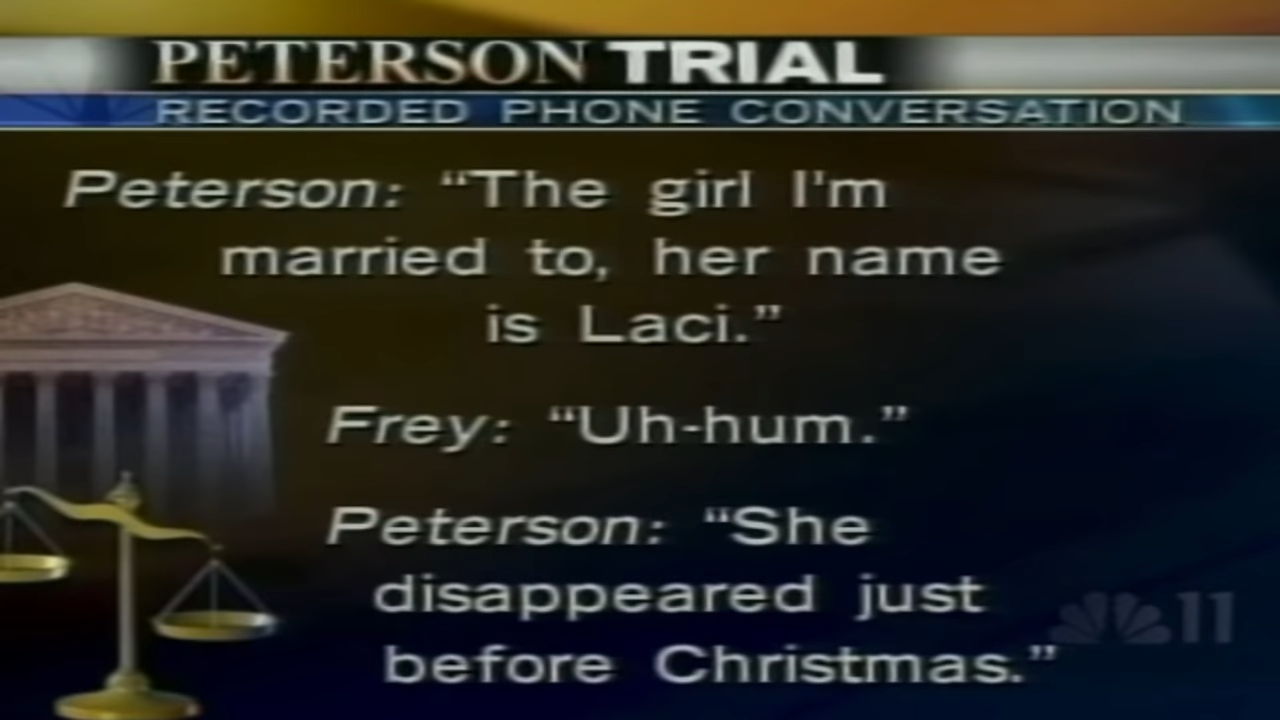 PETERSON TRIAL
RECORDED PHONE CONVERSATION
Peterson: “The girl I'm
married to, her name
is Laci.”
Frey: “Uh-hum.”
Peterson: “She
disappeared just
before Christmas.”
11